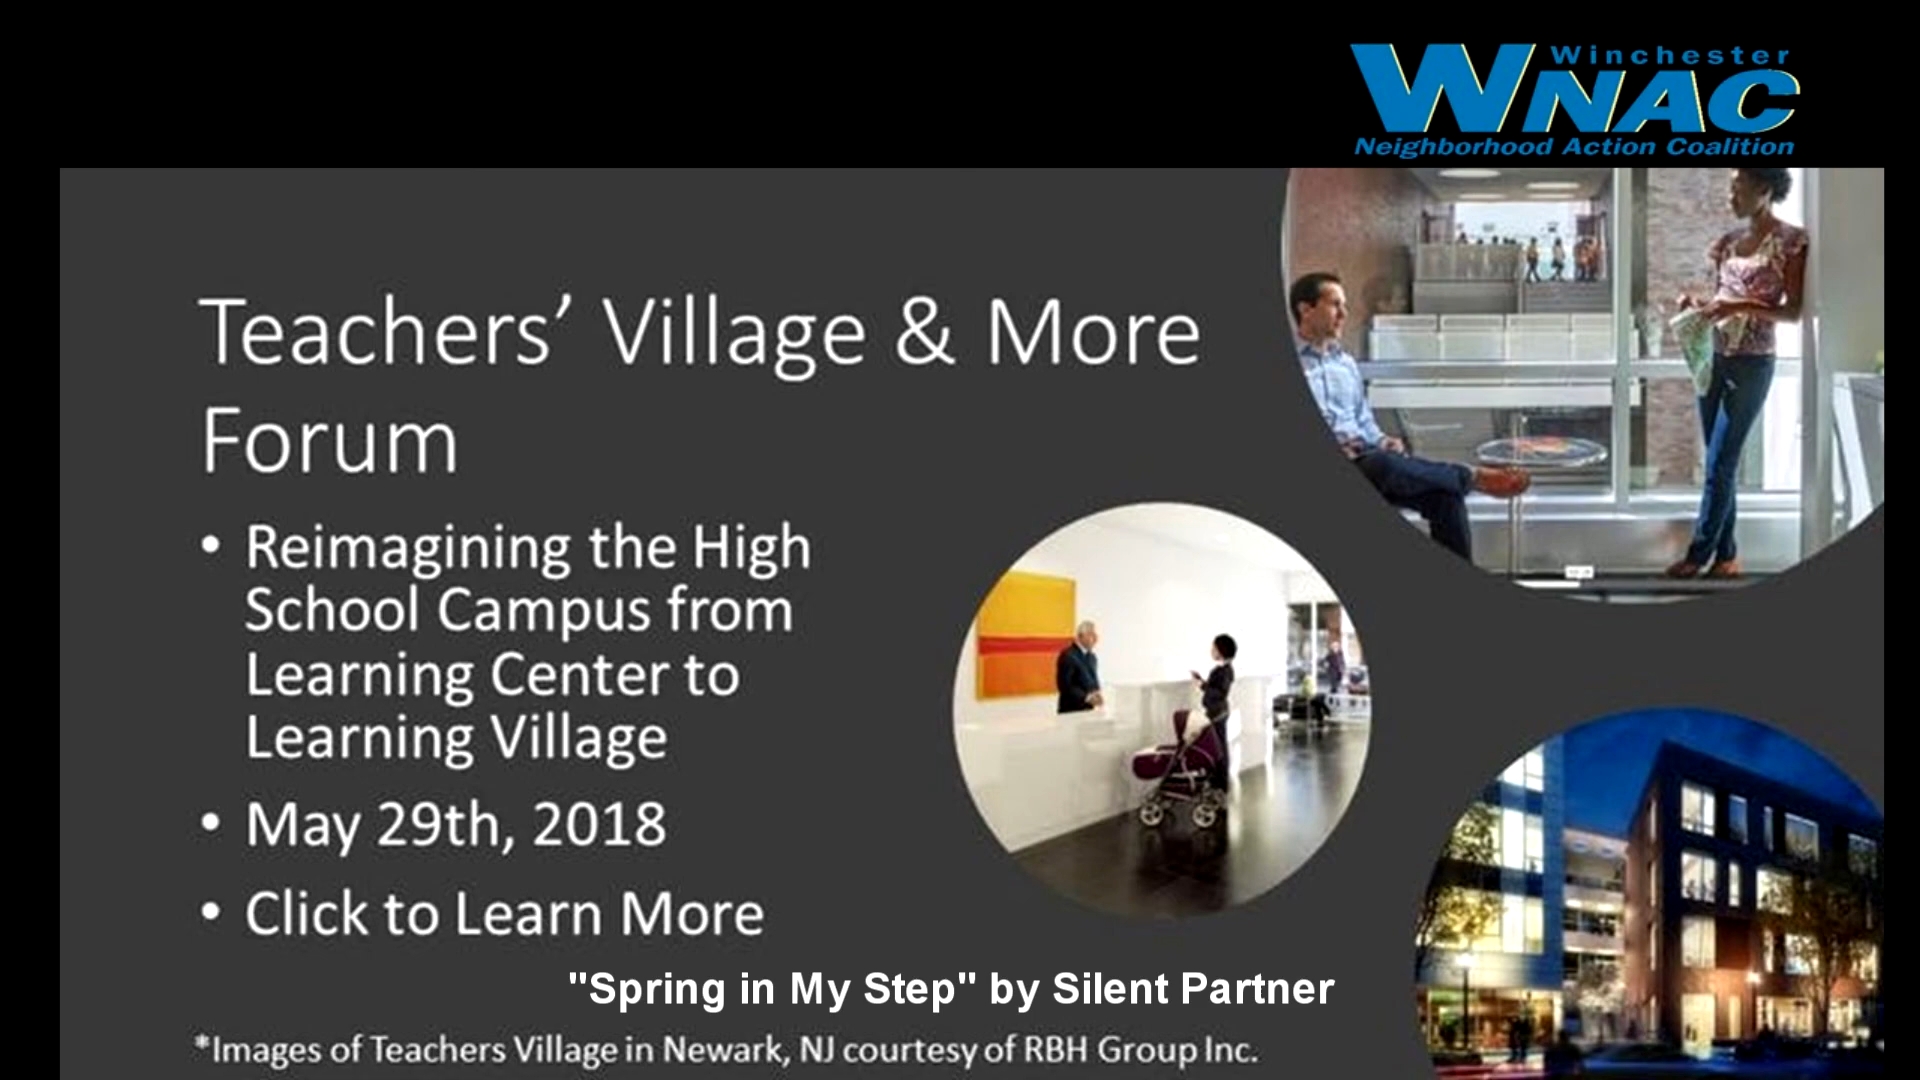 Winchester
WNAC
Neighborhood Action Coalition
Teachers’ Village & More
Forum
• Reimagining the High
School Campus from
Learning Center to
Learning Village
• May 29th, 2018
• Click to Learn More
"Spring in My Step" by Silent Partner
*Images of Teachers Village in Newark, NJ courtesy of RBH Group Inc.